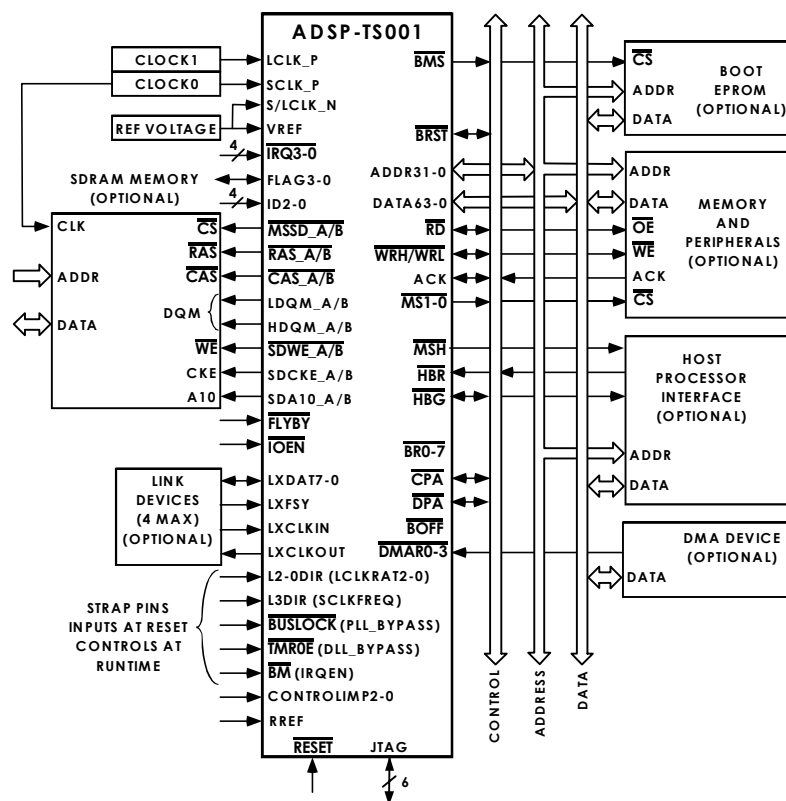 ADSP-TS001
CLOCK1
CLOCK0
REF VOLTAGE
LCLK_P
SCLK_P
S/LCLK_N
VREF
4
IRQ3-0
FLAG3-0
4
ID2-0
SDRAM MEMORY
(OPTIONAL)
CLK
ADDR
DATA
CS
RAS
CAS
DQM
WE
CKE
A10
MSSD_A/B
RAS_A/B
CAS_A/B
LDQM_A/B
HDQM_A/B
SDWE_A/B
SDCKE_A/B
SDA10_A/B
FLYBY
IOEN
LINK
DEVICES
(4 MAX)
(OPTIONAL)
LXDAT7-0
LXFSY
LXCLKIN
LXCLKOUT
STRAP PINS
INPUTS AT RESET
CONTROLS AT
RUNTIME
L2-0DIR (LCLKRAT2-0)
L3DIR (SCLKFREQ)
BUSLOCK (PLL_BYPASS)
TMR0E (DLL_BYPASS)
BM (IRQEN)
CONTROLIMP2-0
RREF
RESET
JTAG
6
BMS
BRST
ADDR31-0
DATA63-0
RD
WRH/WRL
ACK
MS1-0
MSH
HBR
HBG
BR0-7
CPA
DPA
BOFF
DMAR0-3
CONTROL
ADDRESS
DATA
CS
ADDR
DATA
BOOT
EPROM
(OPTIONAL)
ADDR
DATA
OE
WE
ACK
CS
MEMORY
AND
PERIPHERALS
(OPTIONAL)
HOST
PROCESSOR
INTERFACE
(OPTIONAL)
ADDR
DATA
DMA DEVICE
(OPTIONAL)
DATA